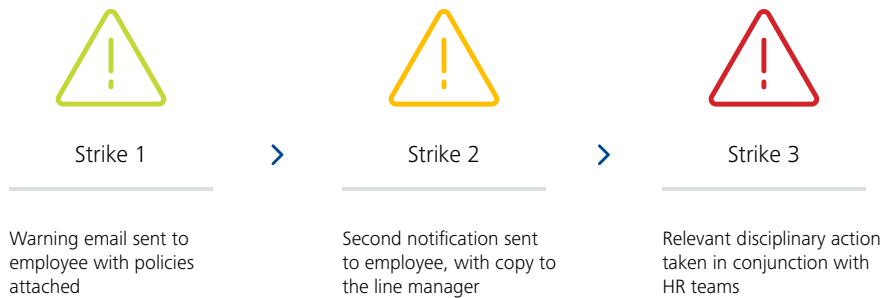 Strike 1
Strike 2
Strike 3
Warning email sent to
employee with policies
attached
Second notification sent
to employee, with copy to
the line manager
Relevant disciplinary action
taken in conjunction with
HR teams